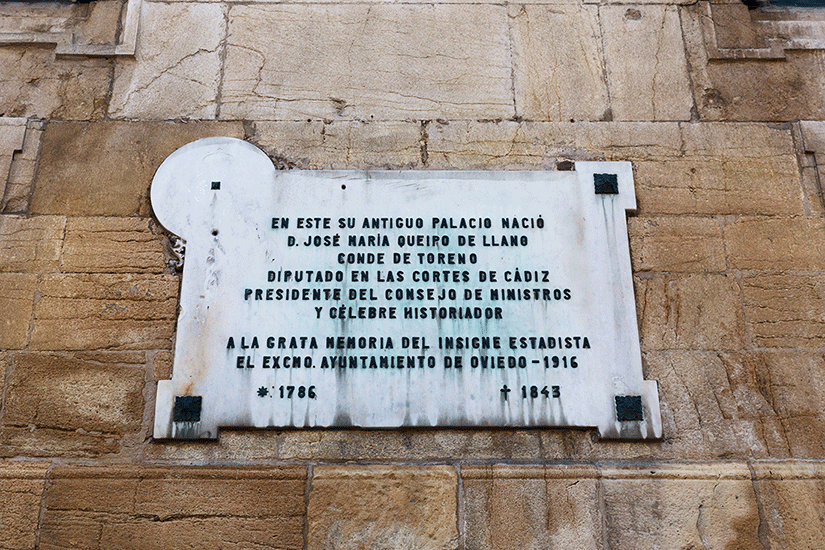 EN ESTE SU ANTIGUO PALACIO NACIÓ
D. JOSÉ MARÍA QUEIPO DE LLANO
CONDE DE TORENO
DIPUTADO EN LAS CORTES DE CÁDIZ
PRESIDENTE DEL CONSEJO DE MINISTROS
Y CÉLEBRE HISTORIADOR
A LA GRATA MEMORIA DEL INSIGNE ESTADISTA
EL EXCMO. AYUNTAMIENTO DE OVIEDO - 1916
* 1786 † 1843